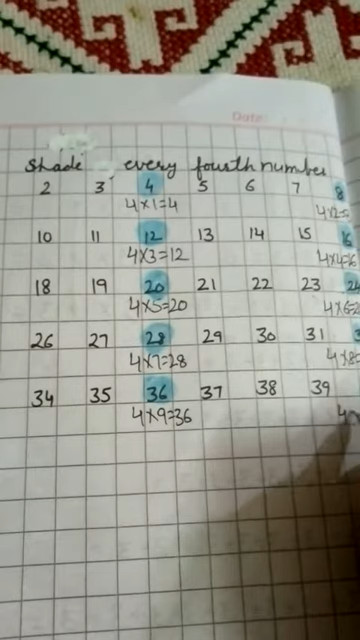 Date:
Shade every fourth number
2 3 4 5 6 7 8
4×1=4
10 11 12 13 14 15 16
4×3=12 4×4=16
18 19 20 21 22 23 24
4×5=20
26 27 28 29 30 31
4×7=28
34 35 36 37 38 39
4×9=36